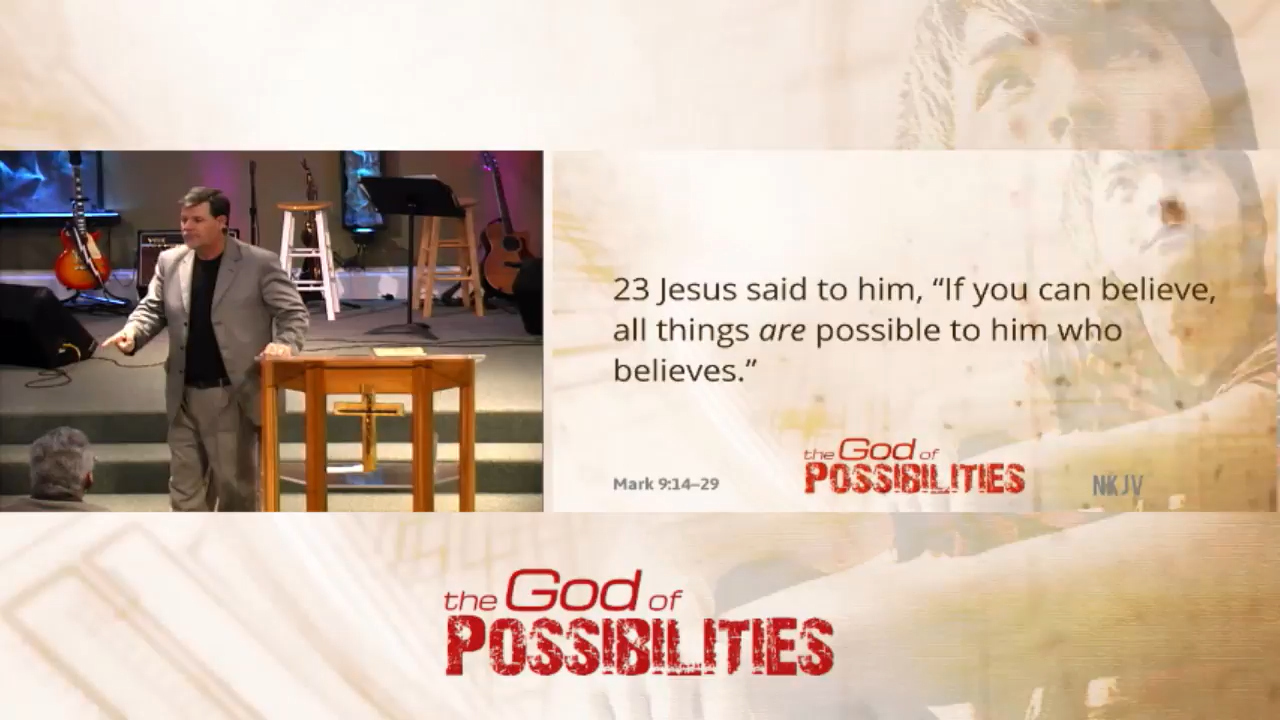 23 Jesus said to him, “If you can believe,
all things are possible to him who
believes.”
the God of
POSSIBILITIES
Mark 9:14–29
NKJV
the God of
POSSIBILITIES